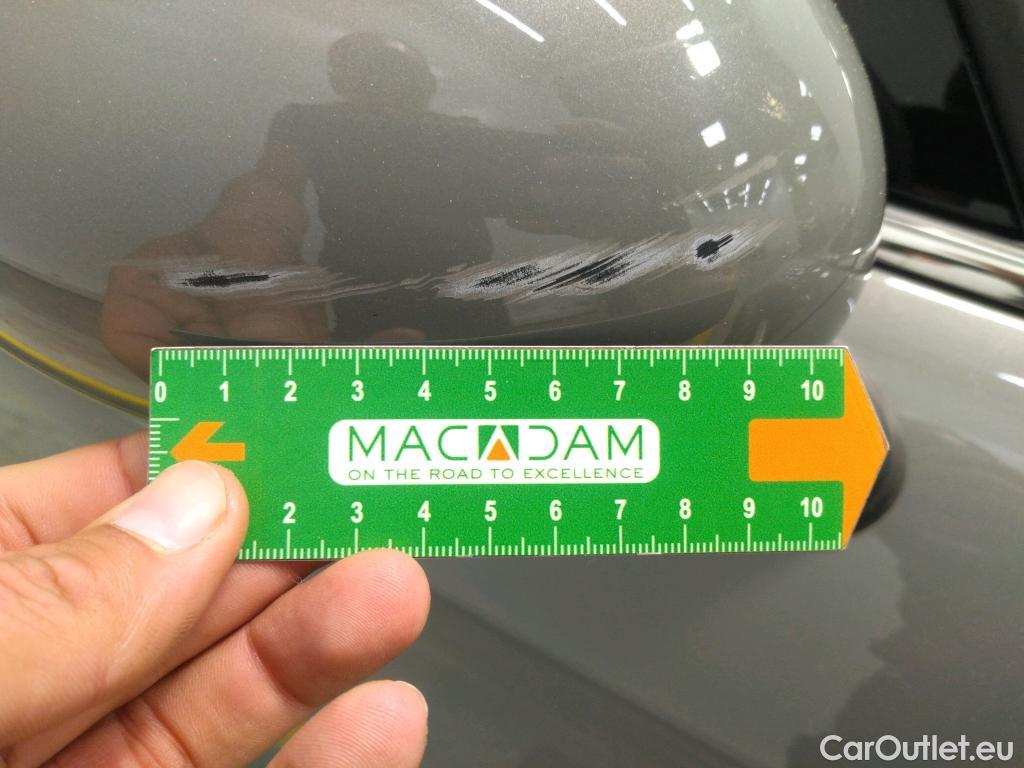 0 1 2 3 4 5 6 7 8 9 10
MACADAM
ON THE ROAD TO EXCELLENCE
2 3 4 5 6 7 8 9 10
CarOutlet.eu